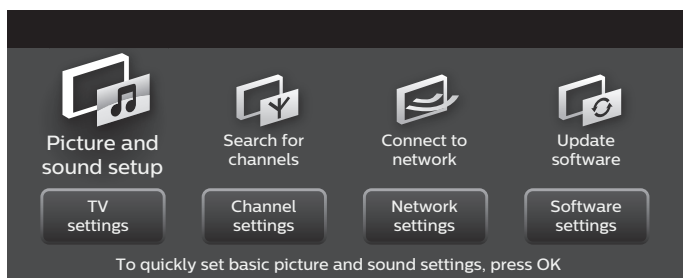 Picture and
sound setup
Search for
channels
Connect to
network
Update
software
TV
settings
Channel
settings
Network
settings
Software
settings
To quickly set basic picture and sound settings, press OK